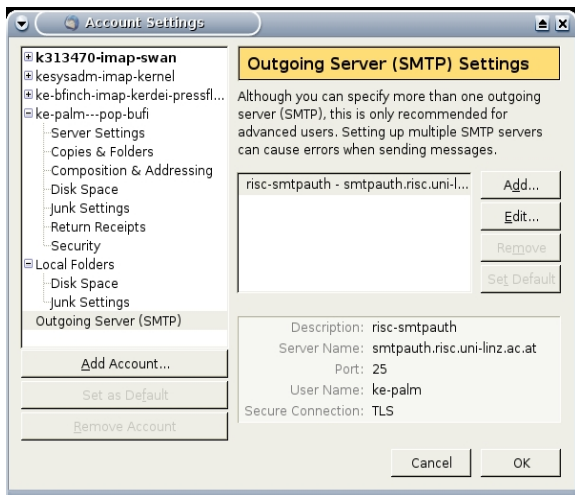 Account Settings
k313470-imap-swan
kesysadm-imap-kernel
ke-bfinch-imap-kerdei-pressfl...
ke-palm---pop-bufi
Server Settings
Copies & Folders
Composition & Addressing
Disk Space
Junk Settings
Return Receipts
Security
Local Folders
Disk Space
Junk Settings
Outgoing Server (SMTP)
Add Account...
Set as Default
Remove Account
Outgoing Server (SMTP) Settings
Although you can specify more than one outgoing
server (SMTP), this is only recommended for
advanced users. Setting up multiple SMTP servers
can cause errors when sending messages.
risc-smtpauth - smtpauth.risc.uni-l...
Add...
Edit...
Remove
Set Default
Description: risc-smtpauth
Server Name: smtpauth.risc.uni-linz.ac.at
Port: 25
User Name: ke-palm
Secure Connection: TLS
Cancel
OK